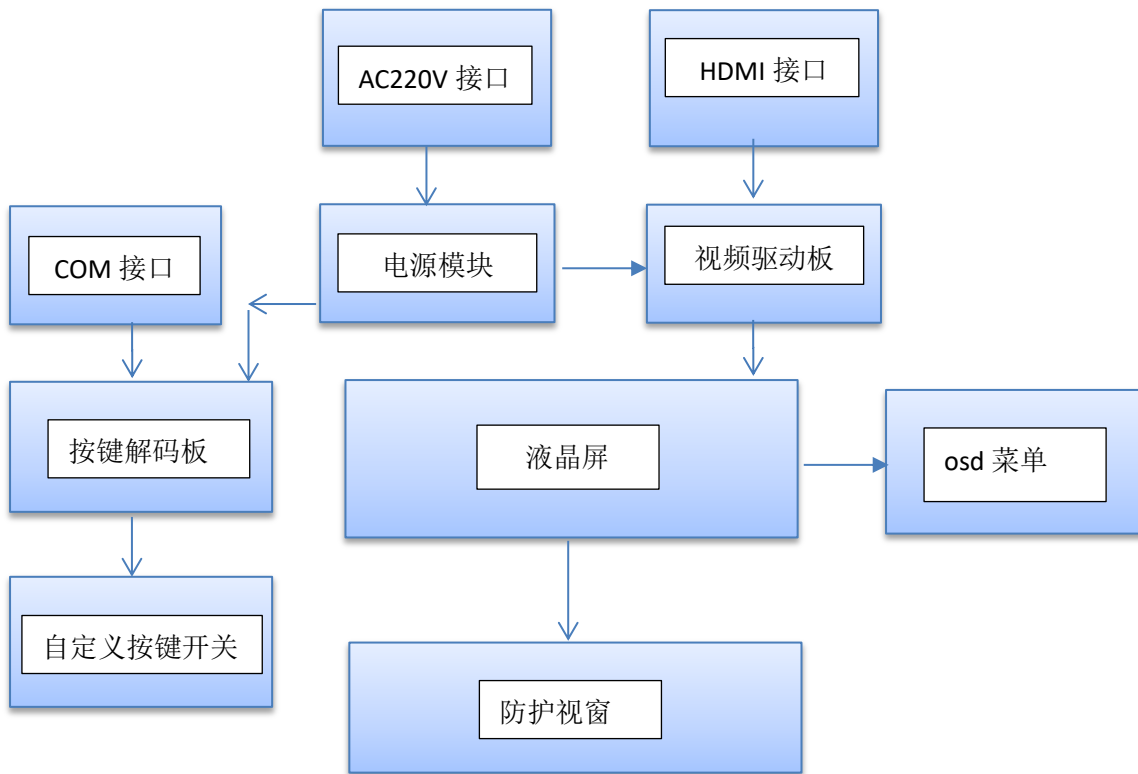 AC220V 接口
HDMI 接口
COM 接口
电源模块
视频驱动板
按键解码板
液晶屏
osd 菜单
自定义按键开关
防护视窗